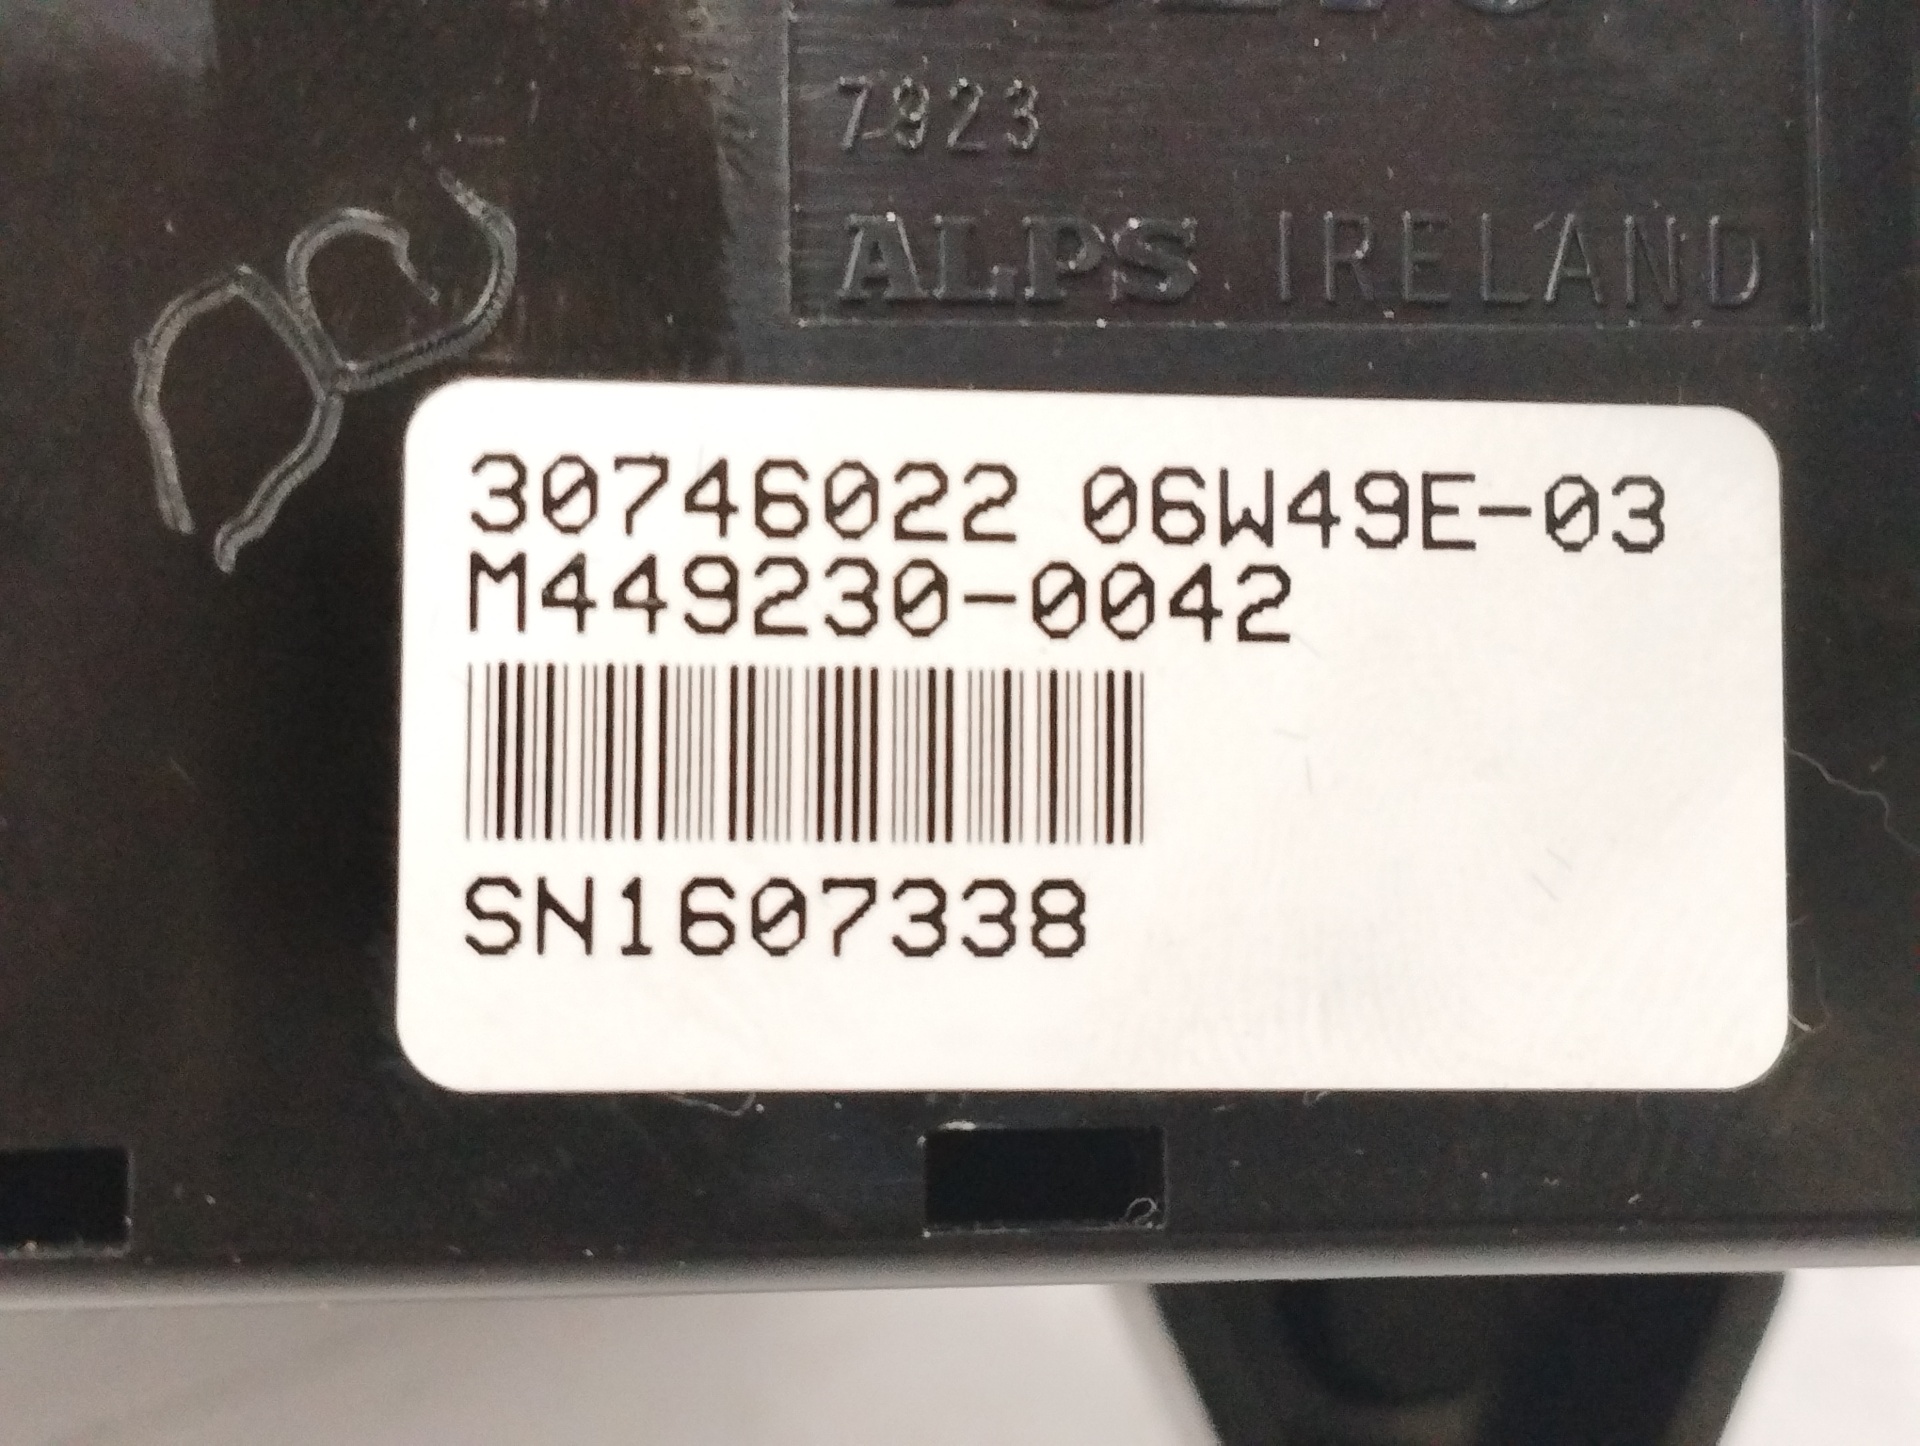 7923
ALPS IRELAND
30746022 06W49E-03
M449230-0042
SN1607338